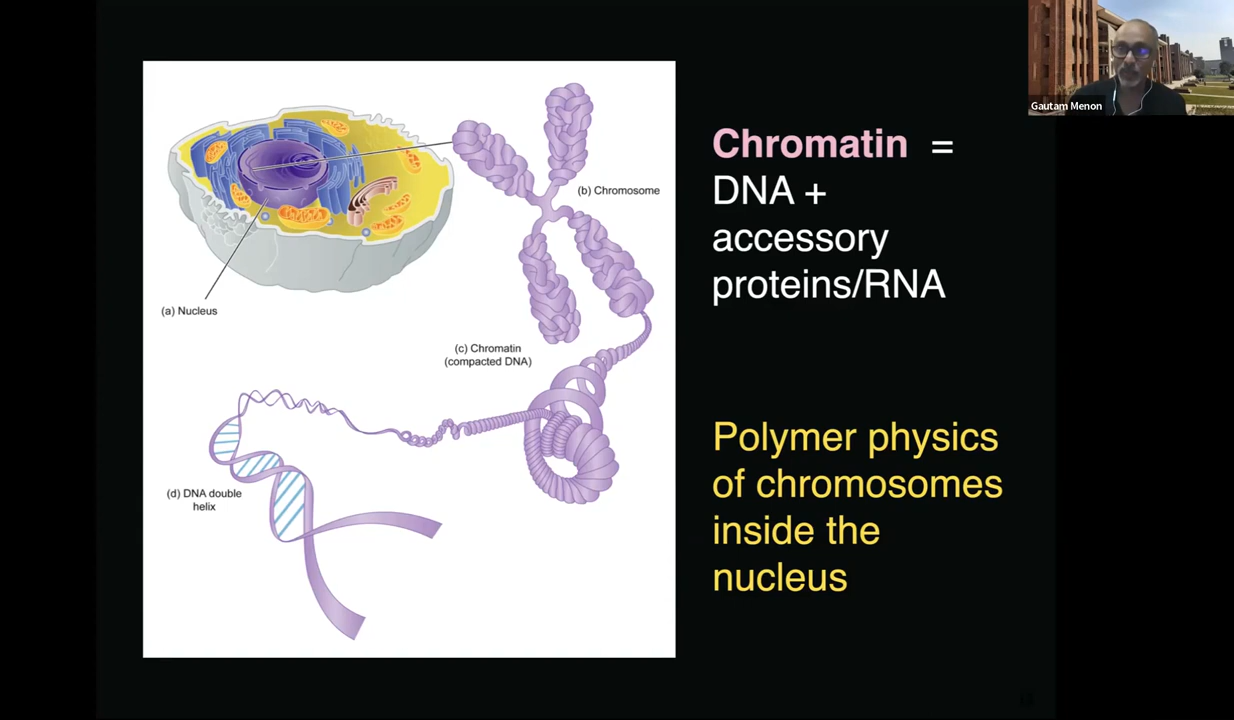 Gautam Menon
Chromatin =
DNA +
accessory
proteins/RNA
(b) Chromosome
(a) Nucleus
(c) Chromatin
(compacted DNA)
(d) DNA double
helix
Polymer physics
of chromosomes
inside the
nucleus